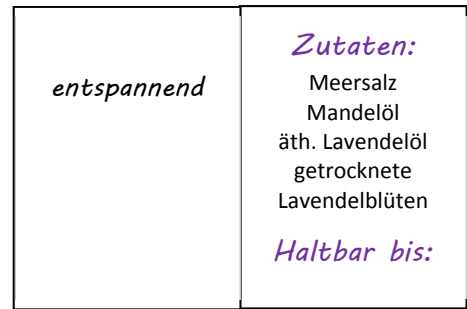 entspannend
Zutaten:
Meersalz
Mandelöl
äth. Lavendelöl
getrocknete
Lavendelblüten
Haltbar bis: